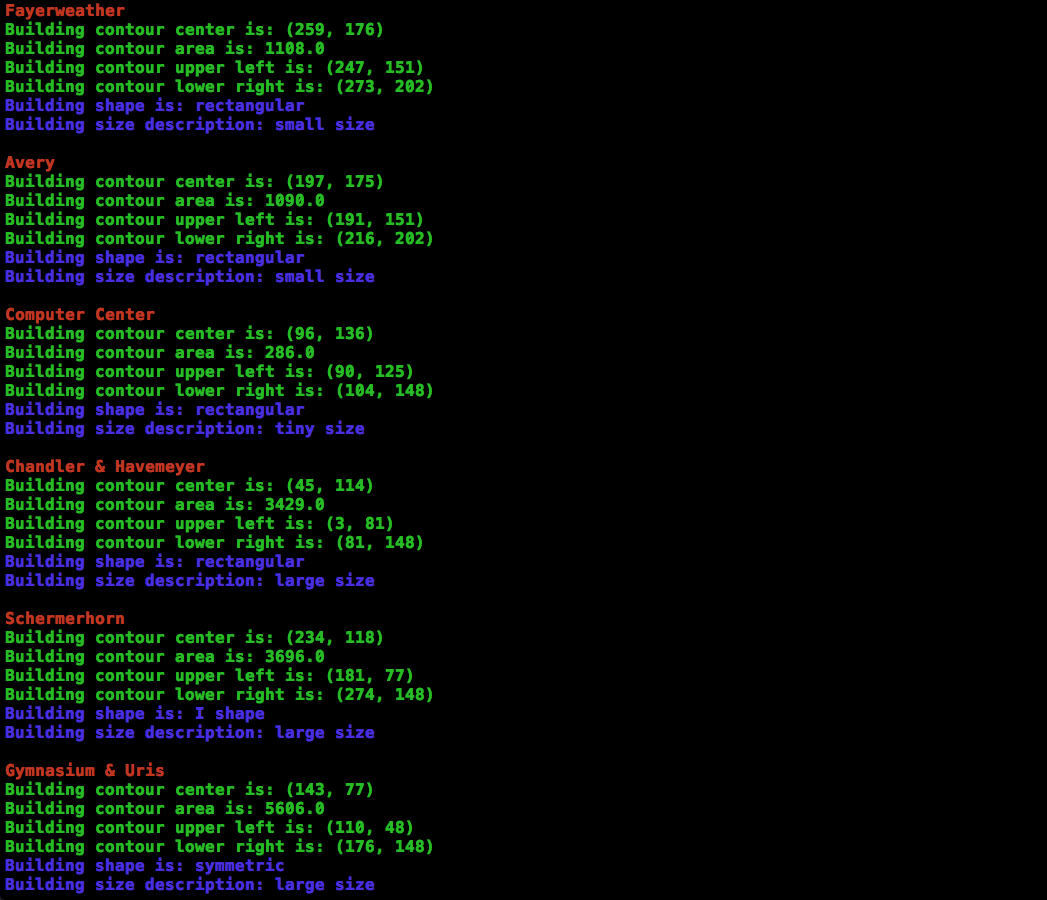 Fayerweather
Building contour center is: (259, 176)
Building contour area is: 1108.0
Building contour upper left is: (247, 151)
Building contour lower right is: (273, 202)
Building shape is: rectangular
Building size description: small size
Avery
Building contour center is: (197, 175)
Building contour area is: 1090.0
Building contour upper left is: (191, 151)
Building contour lower right is: (216, 202)
Building shape is: rectangular
Building size description: small size
Computer Center
Building contour center is: (96, 136)
Building contour area is: 286.0
Building contour upper left is: (90, 125)
Building contour lower right is: (104, 148)
Building shape is: rectangular
Building size description: tiny size
Chandler & Havemeyer
Building contour center is: (45, 114)
Building contour area is: 3429.0
Building contour upper left is: (3, 81)
Building contour lower right is: (81, 148)
Building shape is: rectangular
Building size description: large size
Schermerhorn
Building contour center is: (234, 118)
Building contour area is: 3696.0
Building contour upper left is: (181, 77)
Building contour lower right is: (274, 148)
Building shape is: I shape
Building size description: large size
Gymnasium & Uris
Building contour center is: (143, 77)
Building contour area is: 5606.0
Building contour upper left is: (110, 48)
Building contour lower right is: (176, 148)
Building shape is: symmetric
Building size description: large size